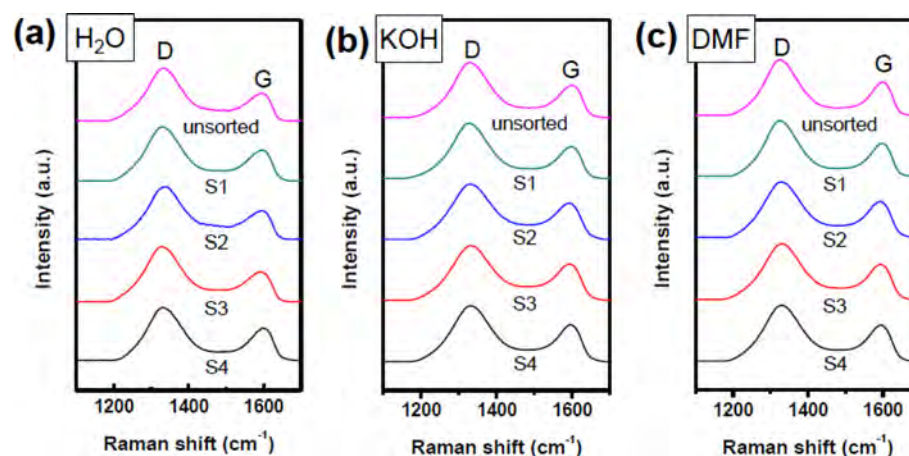 (a) H₂O
D
G
unsorted
S1
S2
S3
S4
Intensity (a.u.)
1200 1400 1600
Raman shift (cm⁻¹)
(b) KOH
D
G
unsorted
S1
S2
S3
S4
Intensity (a.u.)
1200 1400 1600
Raman shift (cm⁻¹)
(c) DMF
D
G
unsorted
S1
S2
S3
S4
Intensity (a.u.)
1200 1400 1600
Raman shift (cm⁻¹)